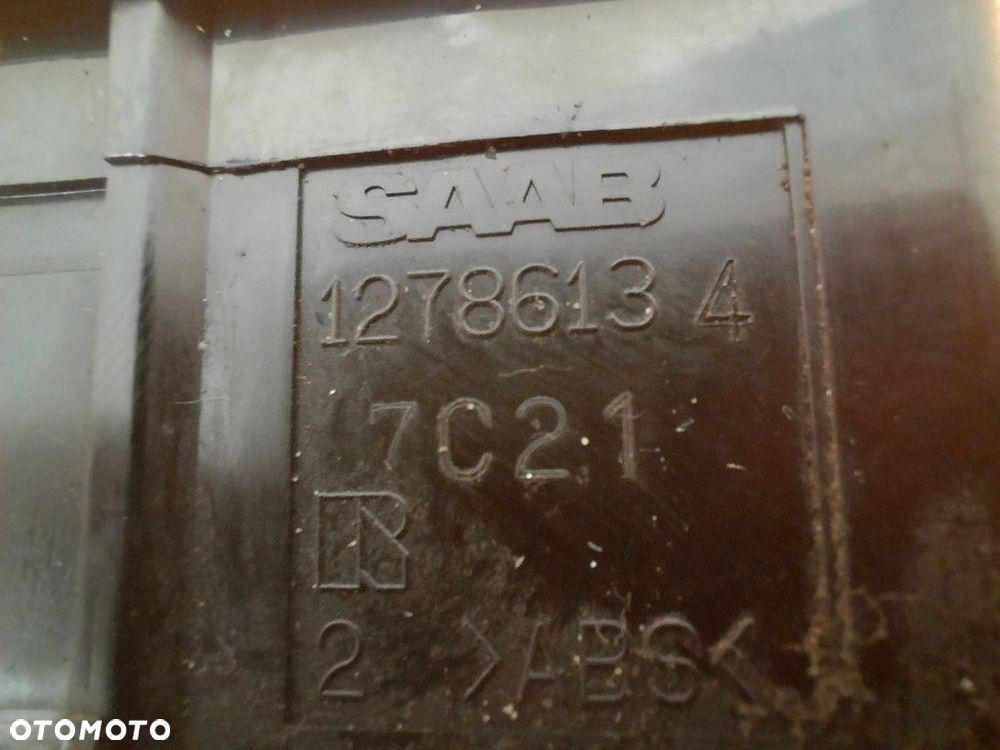 SAAB
1278613 4
7C21
R
2 >ABS<
OTOMOTO